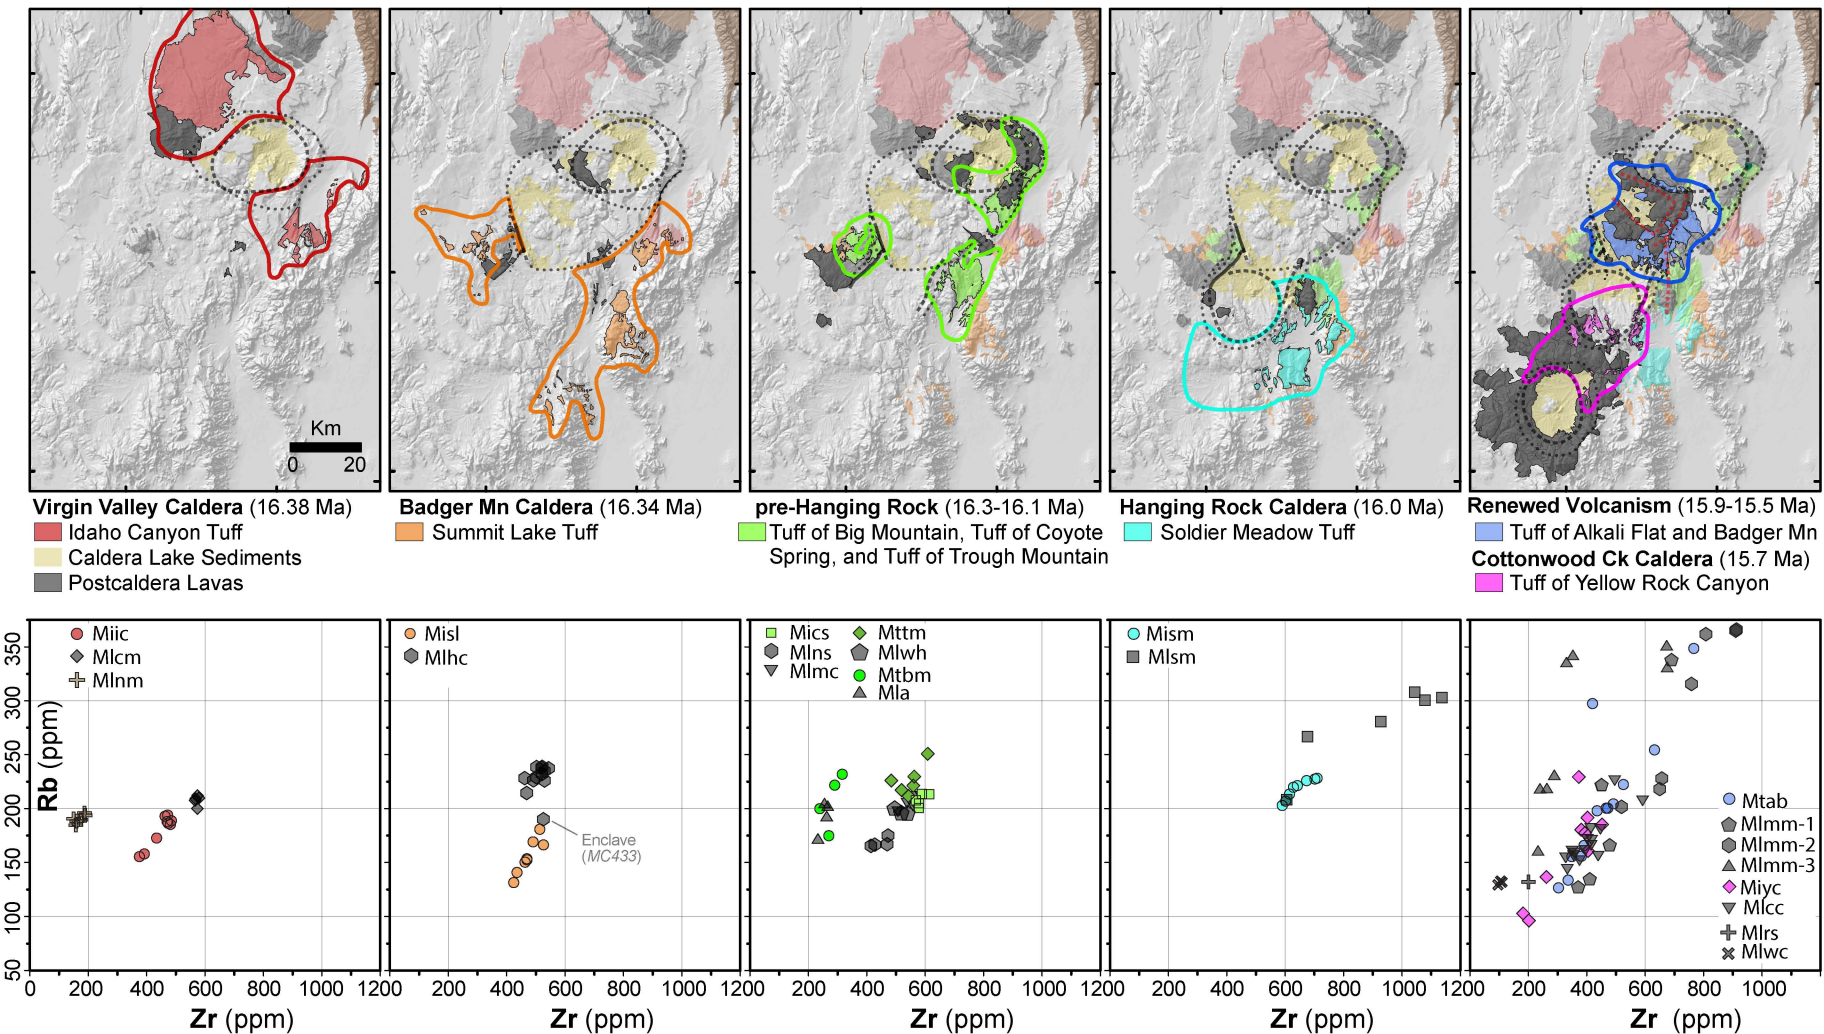 Km
0 20
Virgin Valley Caldera (16.38 Ma)
Idaho Canyon Tuff
Caldera Lake Sediments
Postcaldera Lavas
Badger Mn Caldera (16.34 Ma)
Summit Lake Tuff
pre-Hanging Rock (16.3-16.1 Ma)
Tuff of Big Mountain, Tuff of Coyote
Spring, and Tuff of Trough Mountain
Hanging Rock Caldera (16.0 Ma)
Soldier Meadow Tuff
Renewed Volcanism (15.9-15.5 Ma)
Tuff of Alkali Flat and Badger Mn
Cottonwood Ck Caldera (15.7 Ma)
Tuff of Yellow Rock Canyon
Rb (ppm)
350
300
250
200
150
100
50
Miic
Mlcm
Mlnm
0 200 400 600 800 1000
Zr (ppm)
Misl
Mlhc
Enclave
(MC433)
1200 200 400 600 800 1000
Zr (ppm)
Mics
Mlns
Mlmc
Mttm
Mlwh
Mtbm
Mla
1200 200 400 600 800 1000
Zr (ppm)
Mism
Mlsm
1200 200 400 600 800 1000
Zr (ppm)
Mtab
Mlmm-1
Mlmm-2
Mlmm-3
Miyc
Mlcc
Mlrs
Mlwc
1200 200 400 600 800 1000
Zr (ppm)